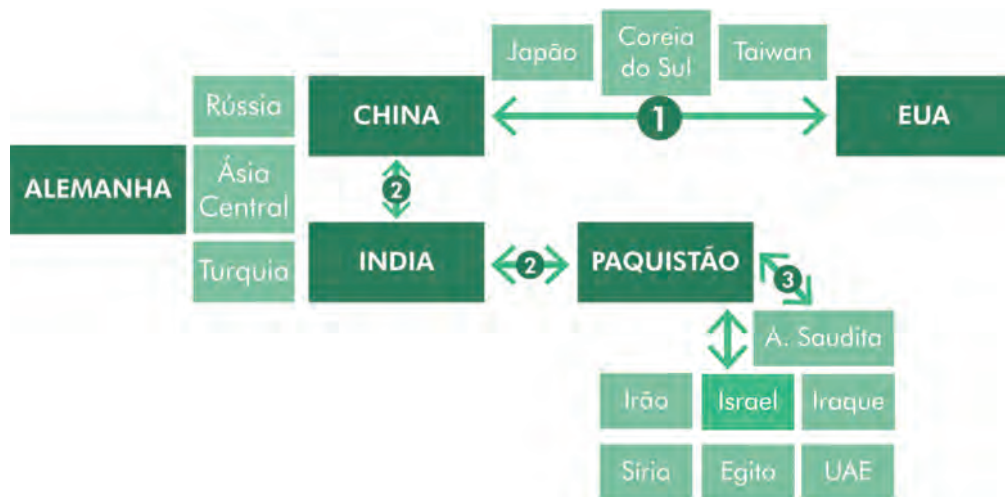 Japão
Coreia
do Sul
Taiwan
Rússia
CHINA
1
EUA
ALEMANHA
Ásia
Central
2
Turquia
INDIA
2
PAQUISTÃO
3
A. Saudita
Irão
Israel
Iraque
Síria
Egito
UAE